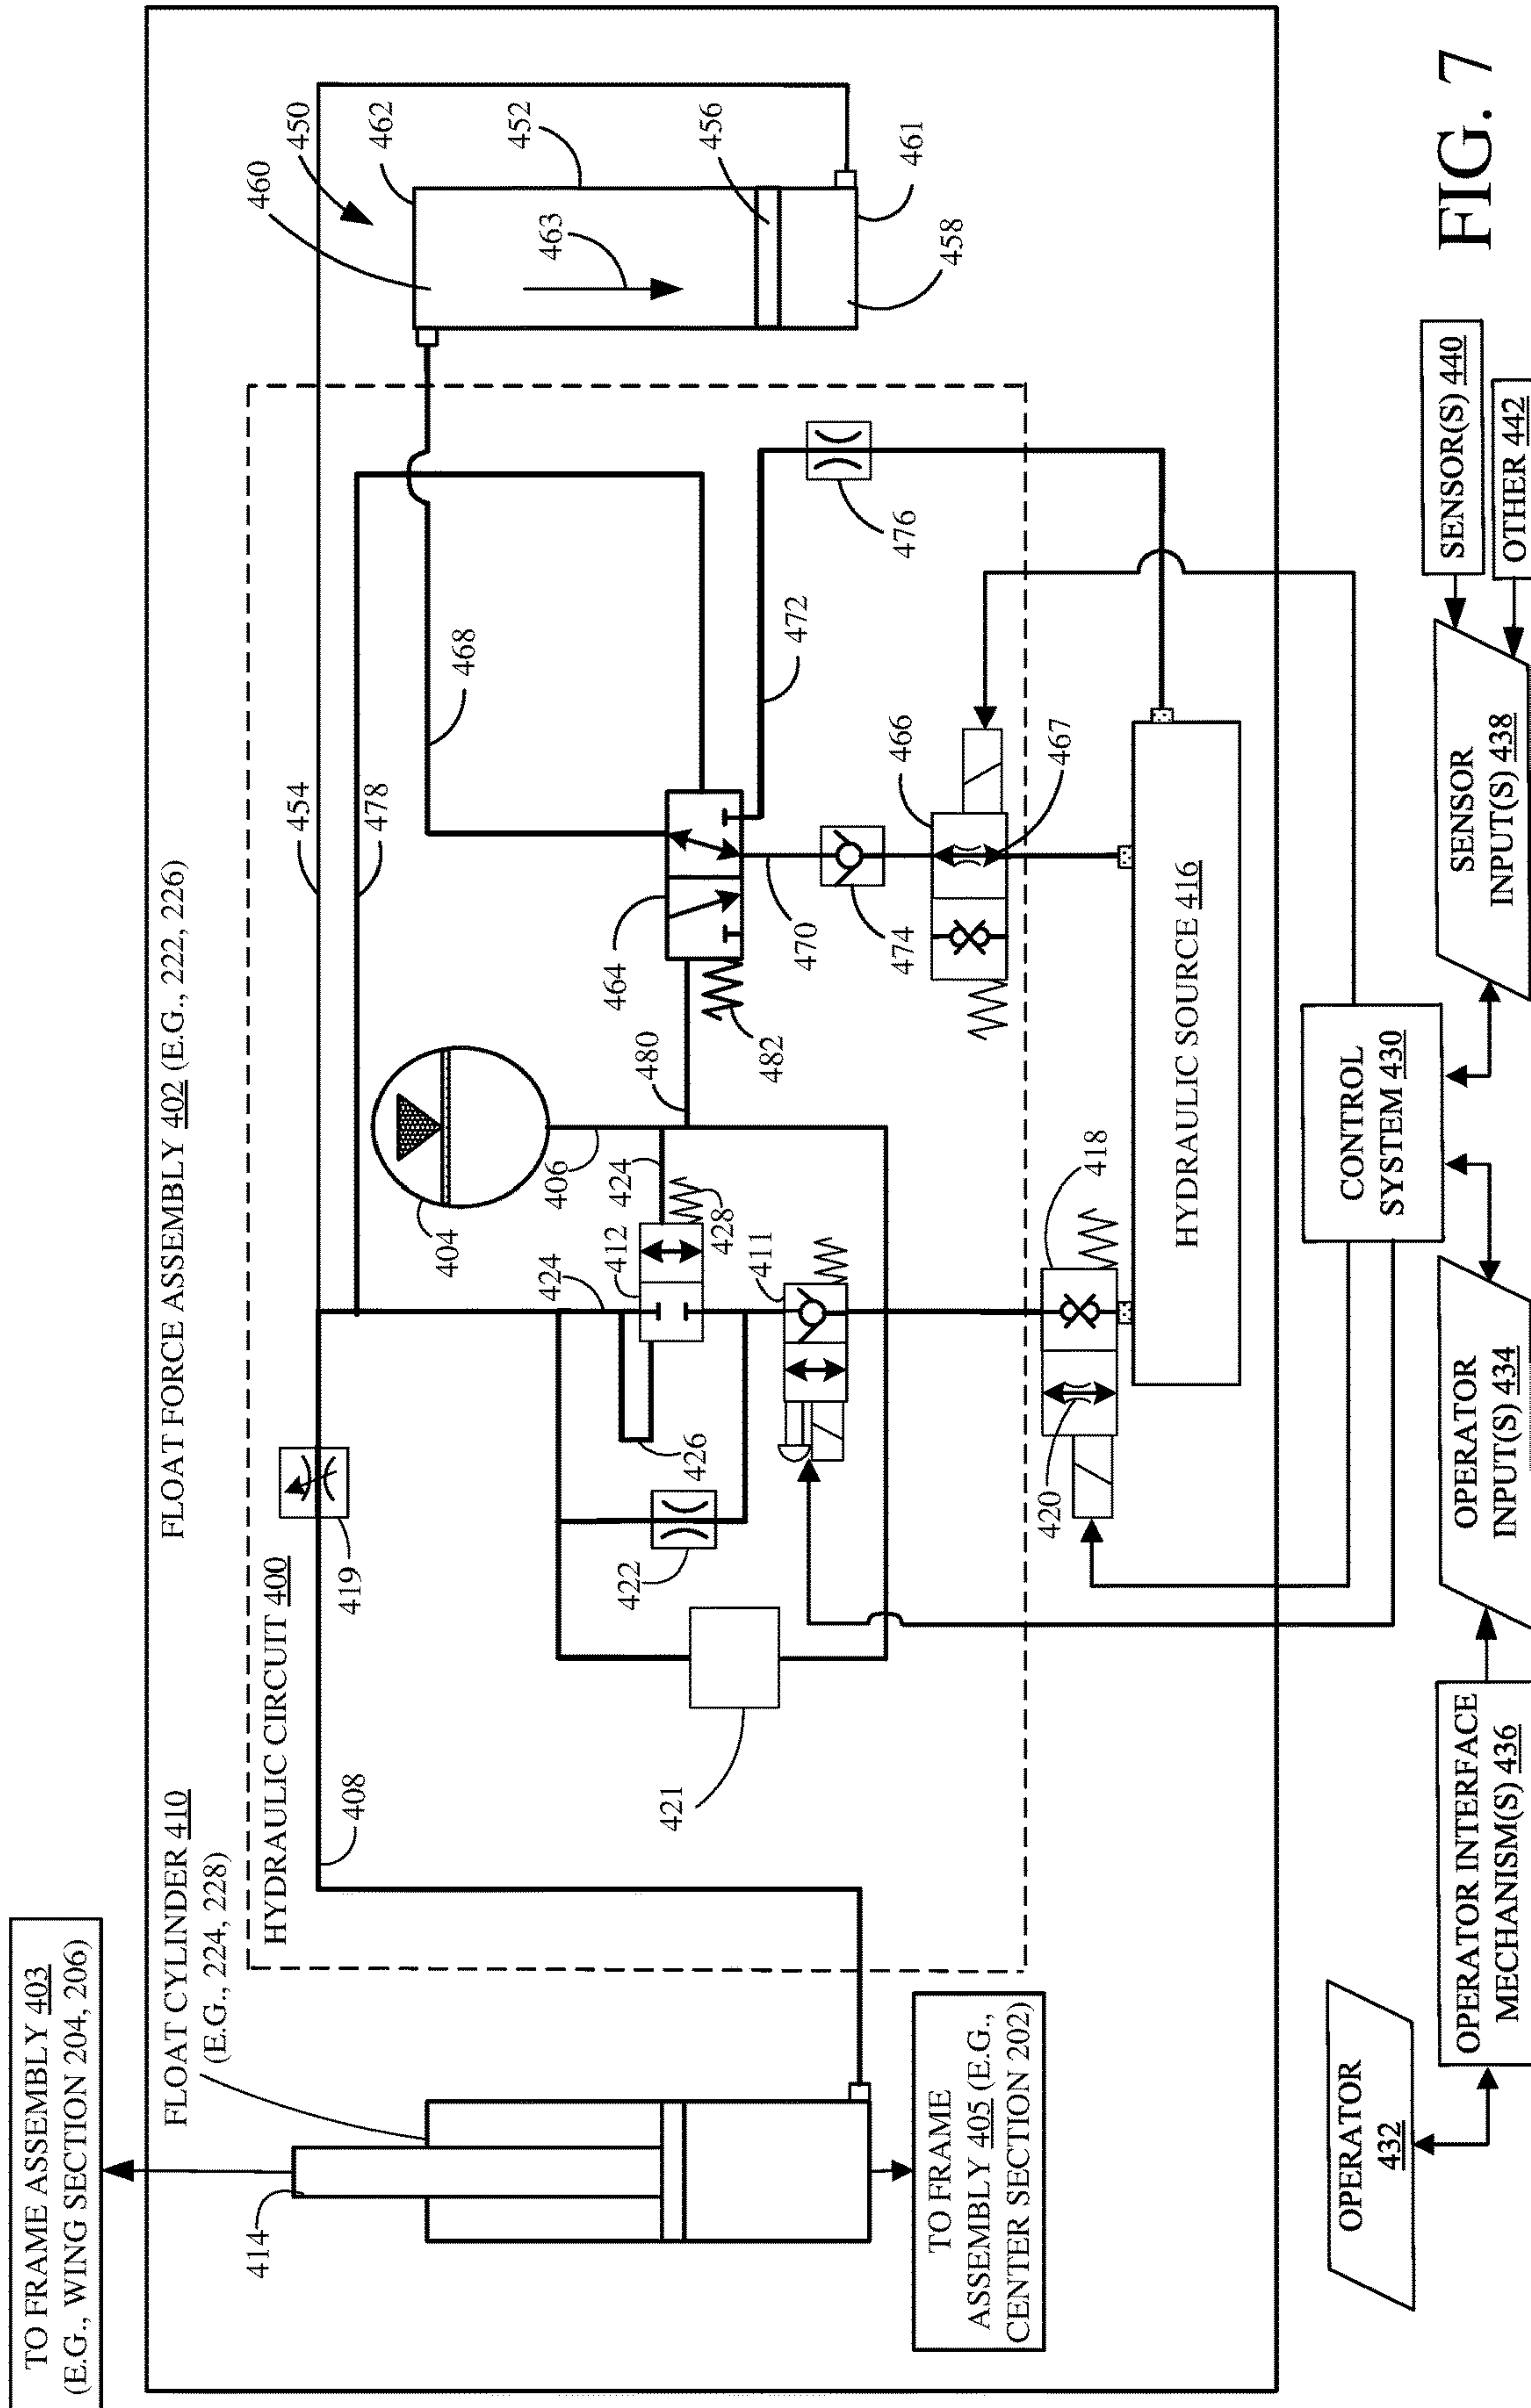 TO FRAME ASSEMBLY 403
(E.G., WING SECTION 204, 206)
FLOAT FORCE ASSEMBLY 402 (E.G., 222, 226)
FLOAT CYLINDER 410
(E.G., 224, 228)
HYDRAULIC CIRCUIT 400
414
408
419
421
422
426
424
412
428
424
411
404
406
480
454
478
468
464
482
470
474
472
476
466
467
460
462
450
452
463
456
461
458
418
420
HYDRAULIC SOURCE 416
TO FRAME
ASSEMBLY 405 (E.G.,
CENTER SECTION 202)
CONTROL
SYSTEM 430
OPERATOR
432
OPERATOR INTERFACE
MECHANISM(S) 436
OPERATOR
INPUT(S) 434
SENSOR
INPUT(S) 438
SENSOR(S) 440
OTHER 442
FIG. 7